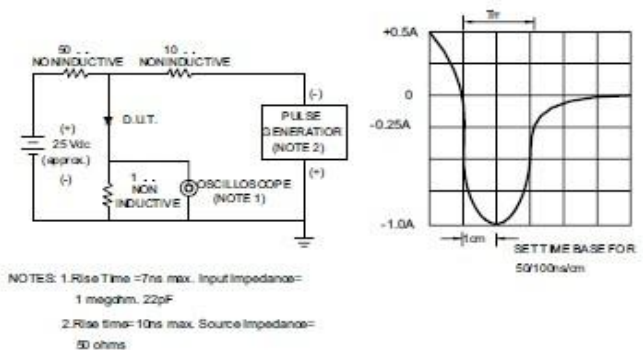 50 . .
NONINDUCTIVE
10 . .
NONINDUCTIVE
(+)
25 Vdc
(approx.)
(-)
D.U.T.
1 . .
NON
INDUCTIVE
OSCILLOSCOPE
(NOTE 1)
(-)
PULSE
GENERATIOR
(NOTE 2)
(+)
Trr
+0.5A
0
-0.25A
-1.0A
1cm
SET TIME BASE FOR
50/100ns/cm
NOTES: 1.Rise Time =7ns max. Input Impedance=
1 megohm. 22pF
2.Rise time= 10ns max. Source Impedance=
50 ohms